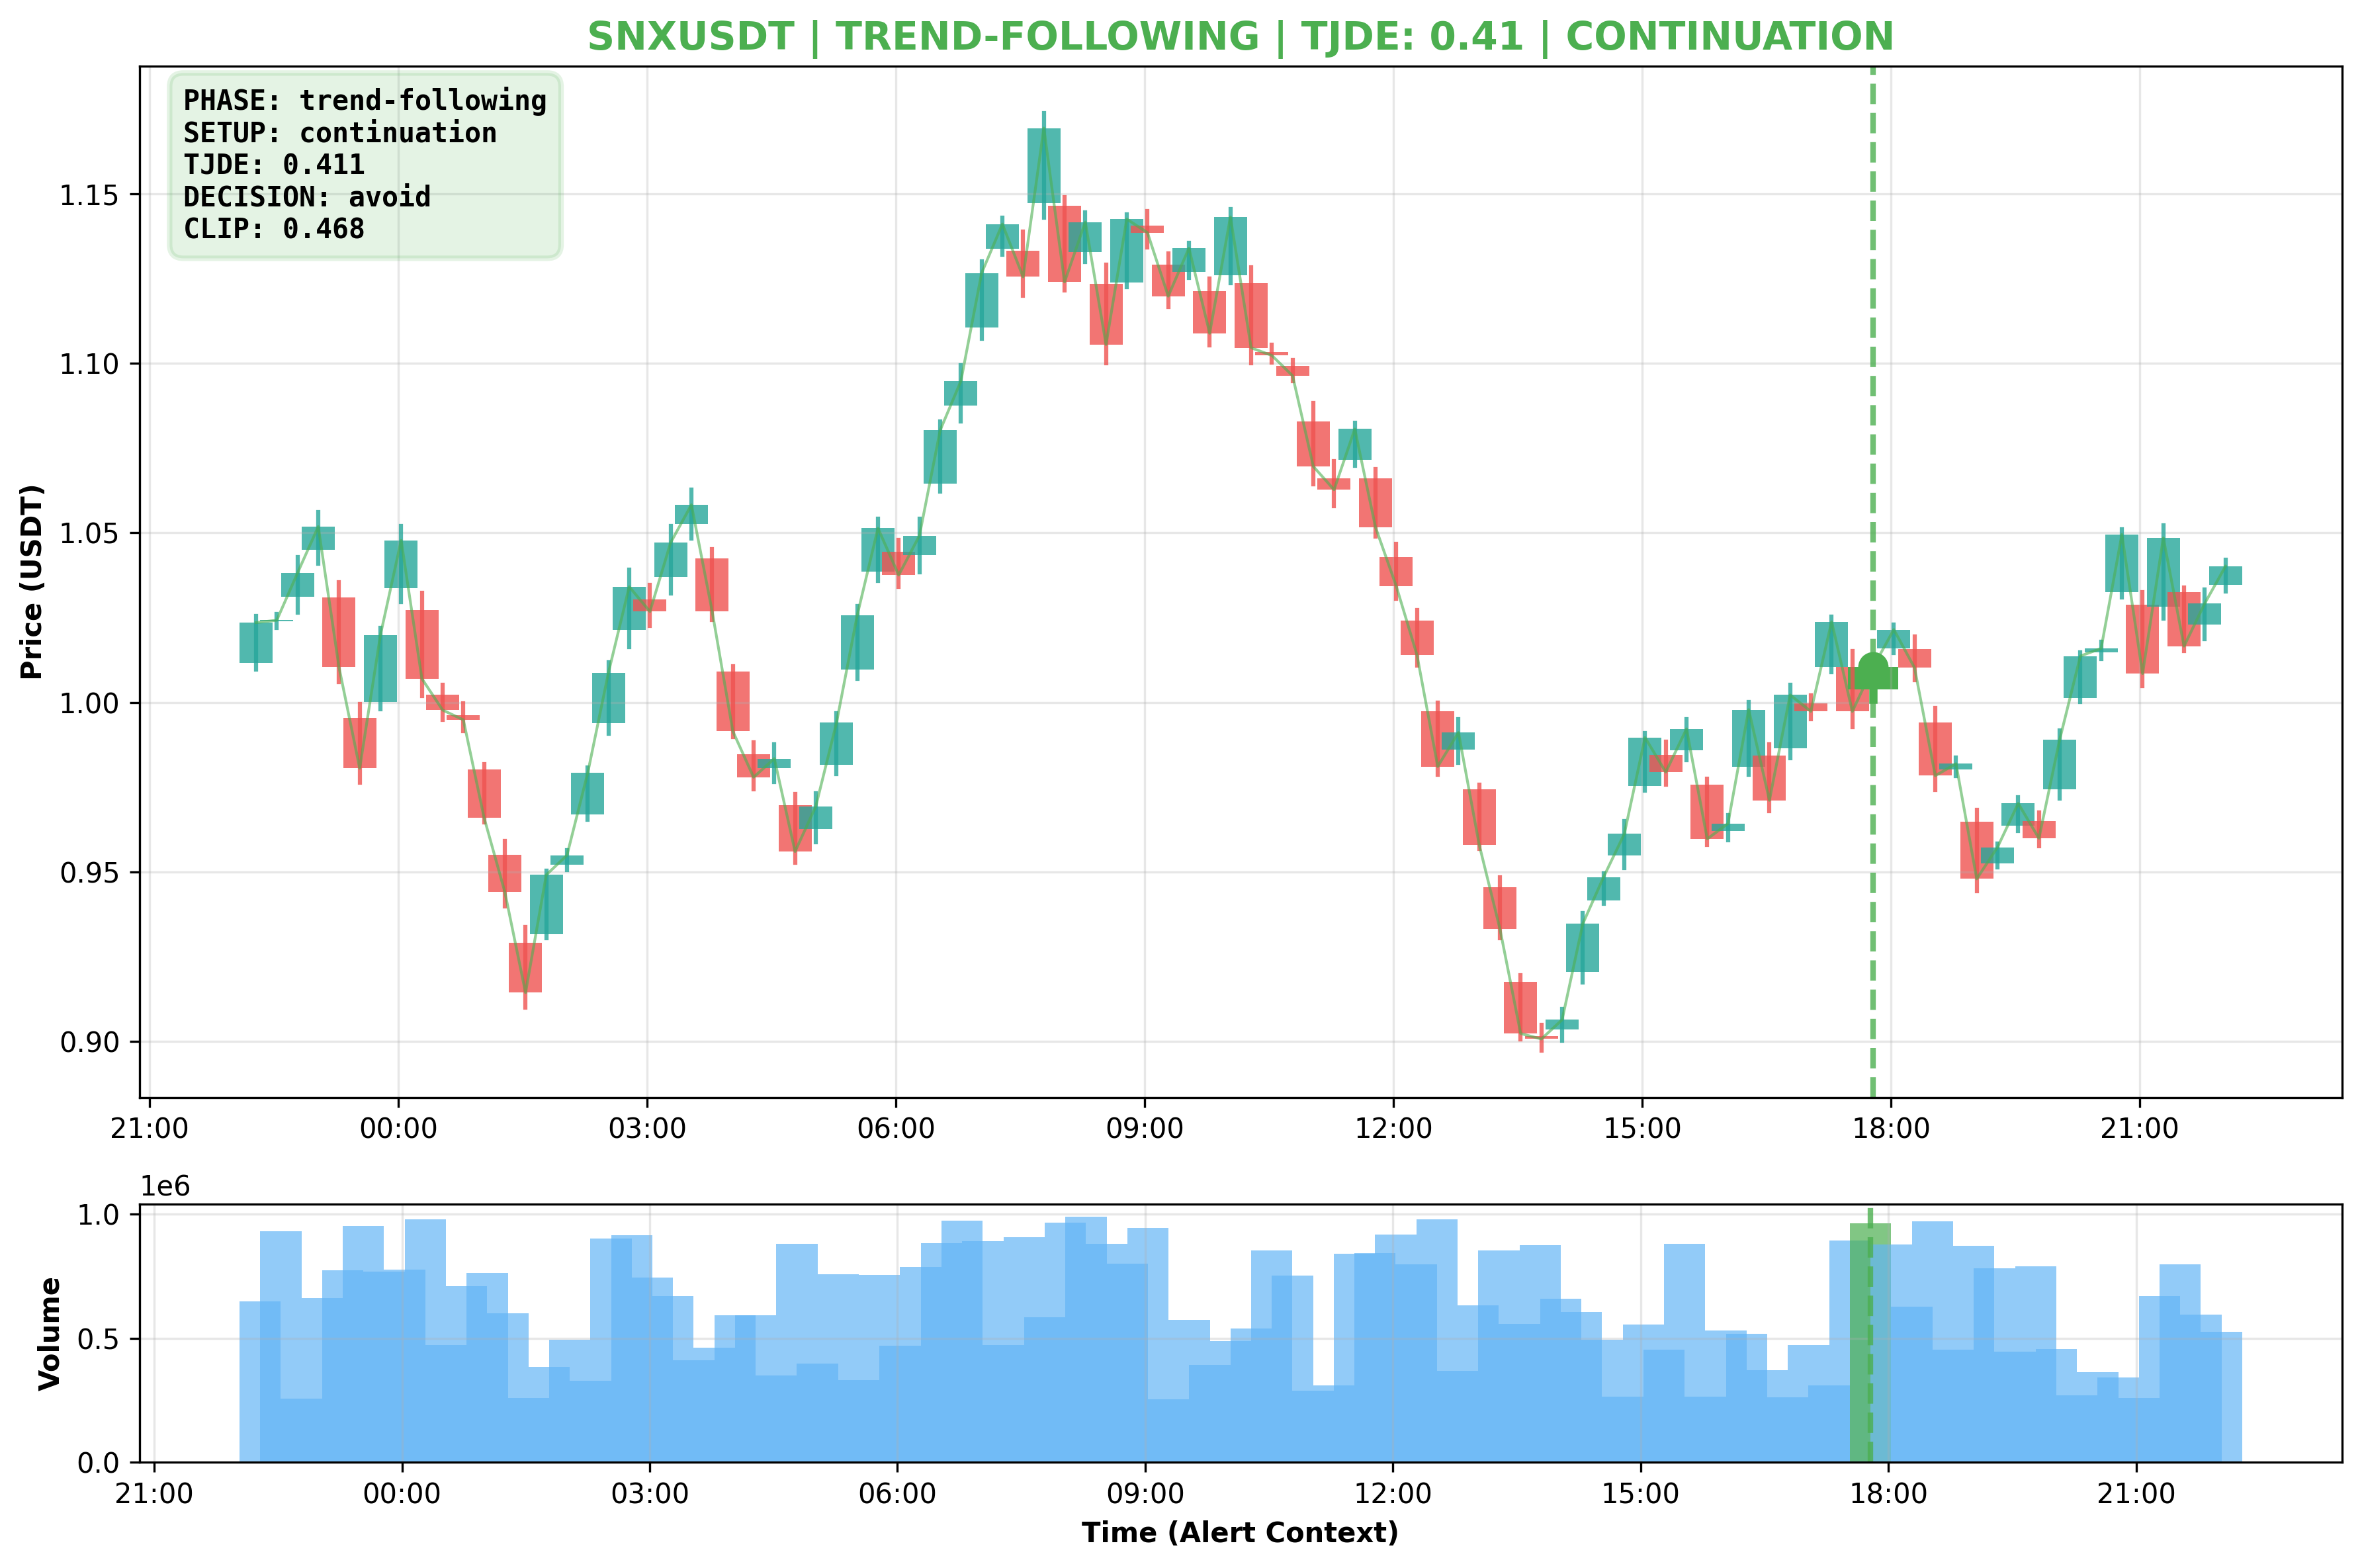 SNXUSDT | TREND-FOLLOWING | TJDE: 0.41 | CONTINUATION
PHASE: trend-following
SETUP: continuation
TJDE: 0.411
DECISION: avoid
CLIP: 0.468
Price (USDT)
1.15
1.10
1.05
1.00
0.95
0.90
21:00 00:00 03:00 06:00 09:00 12:00 15:00 18:00 21:00
1e6
Volume
1.0
0.5
0.0
21:00 00:00 03:00 06:00 09:00 12:00 15:00 18:00 21:00
Time (Alert Context)